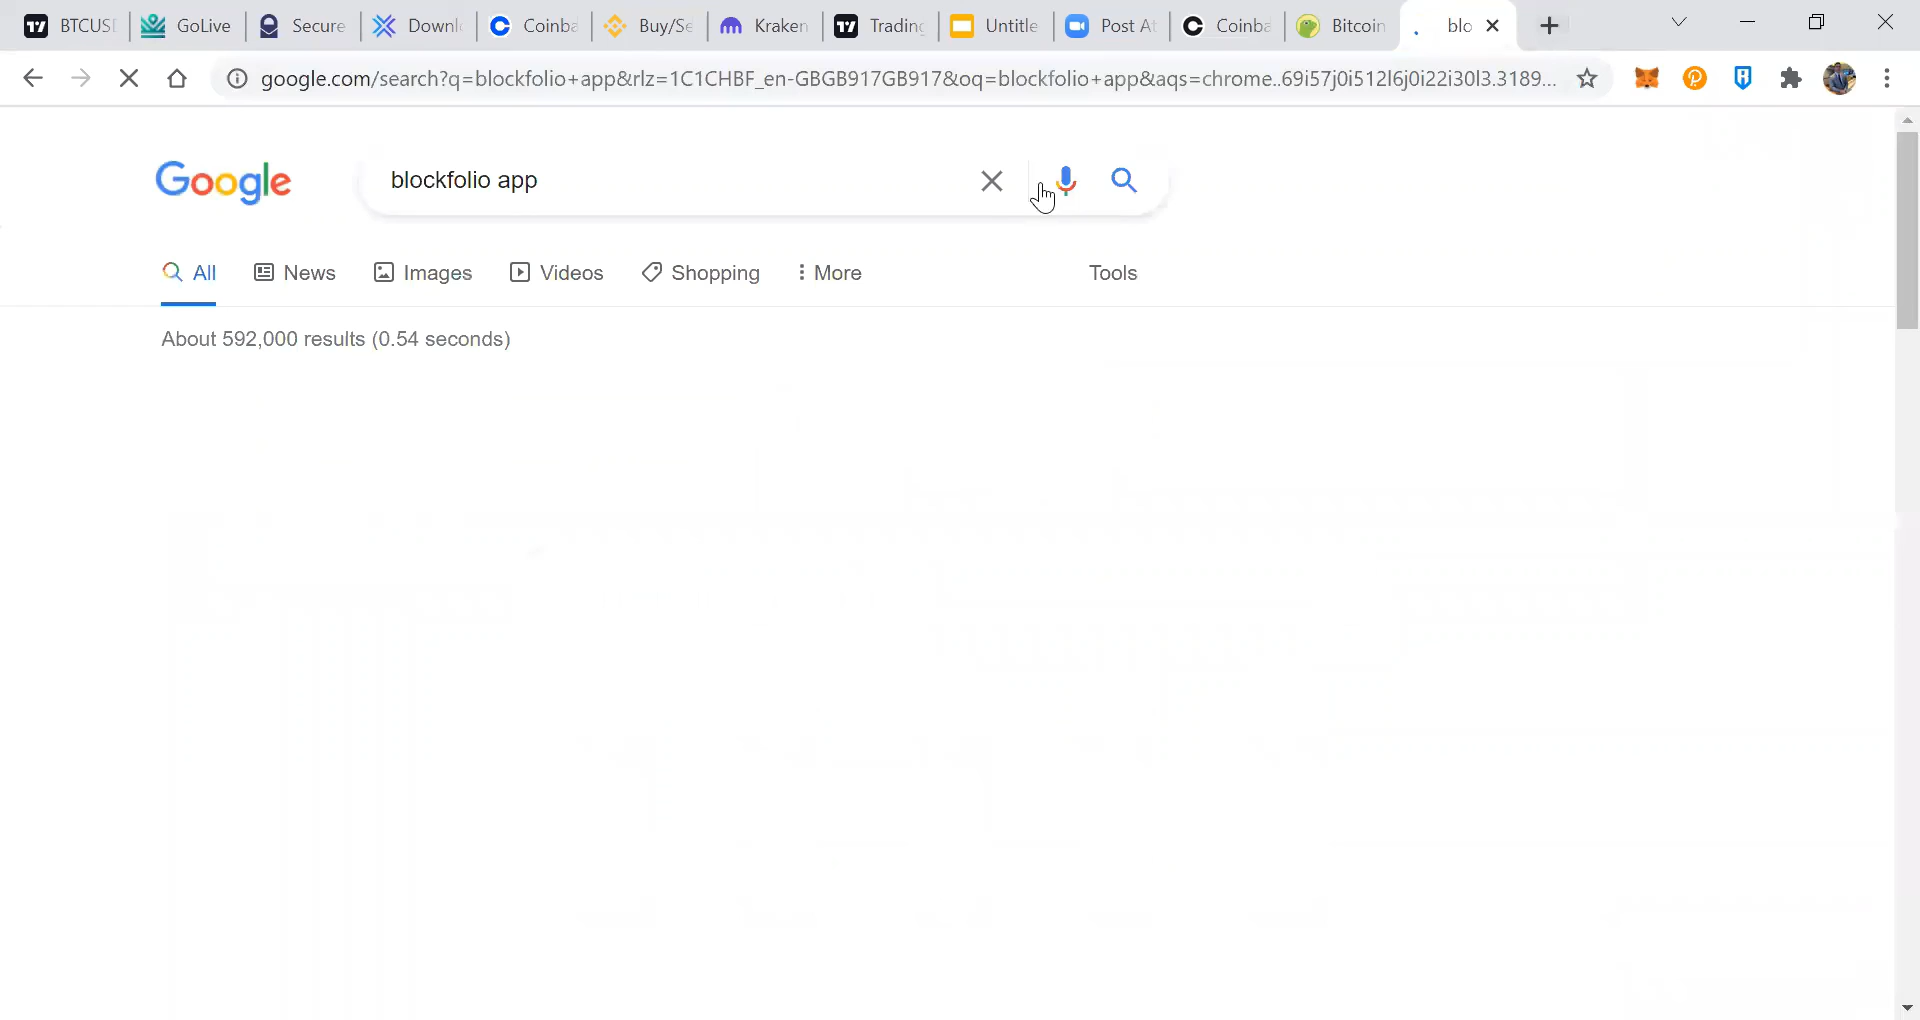 BTCUSD GoLive Secure Downlo Coinba Buy/Se Kraken Trading Untitle Post At Coinba Bitcoin blo
google.com/search?q=blockfolio+app&rlz=1C1CHBF_en-GBGB917GB917&oq=blockfolio+app&aqs=chrome..69i57j0i512l6j0i22i30l3.3189...
Google blockfolio app
All News Images Videos Shopping More Tools
About 592,000 results (0.54 seconds)